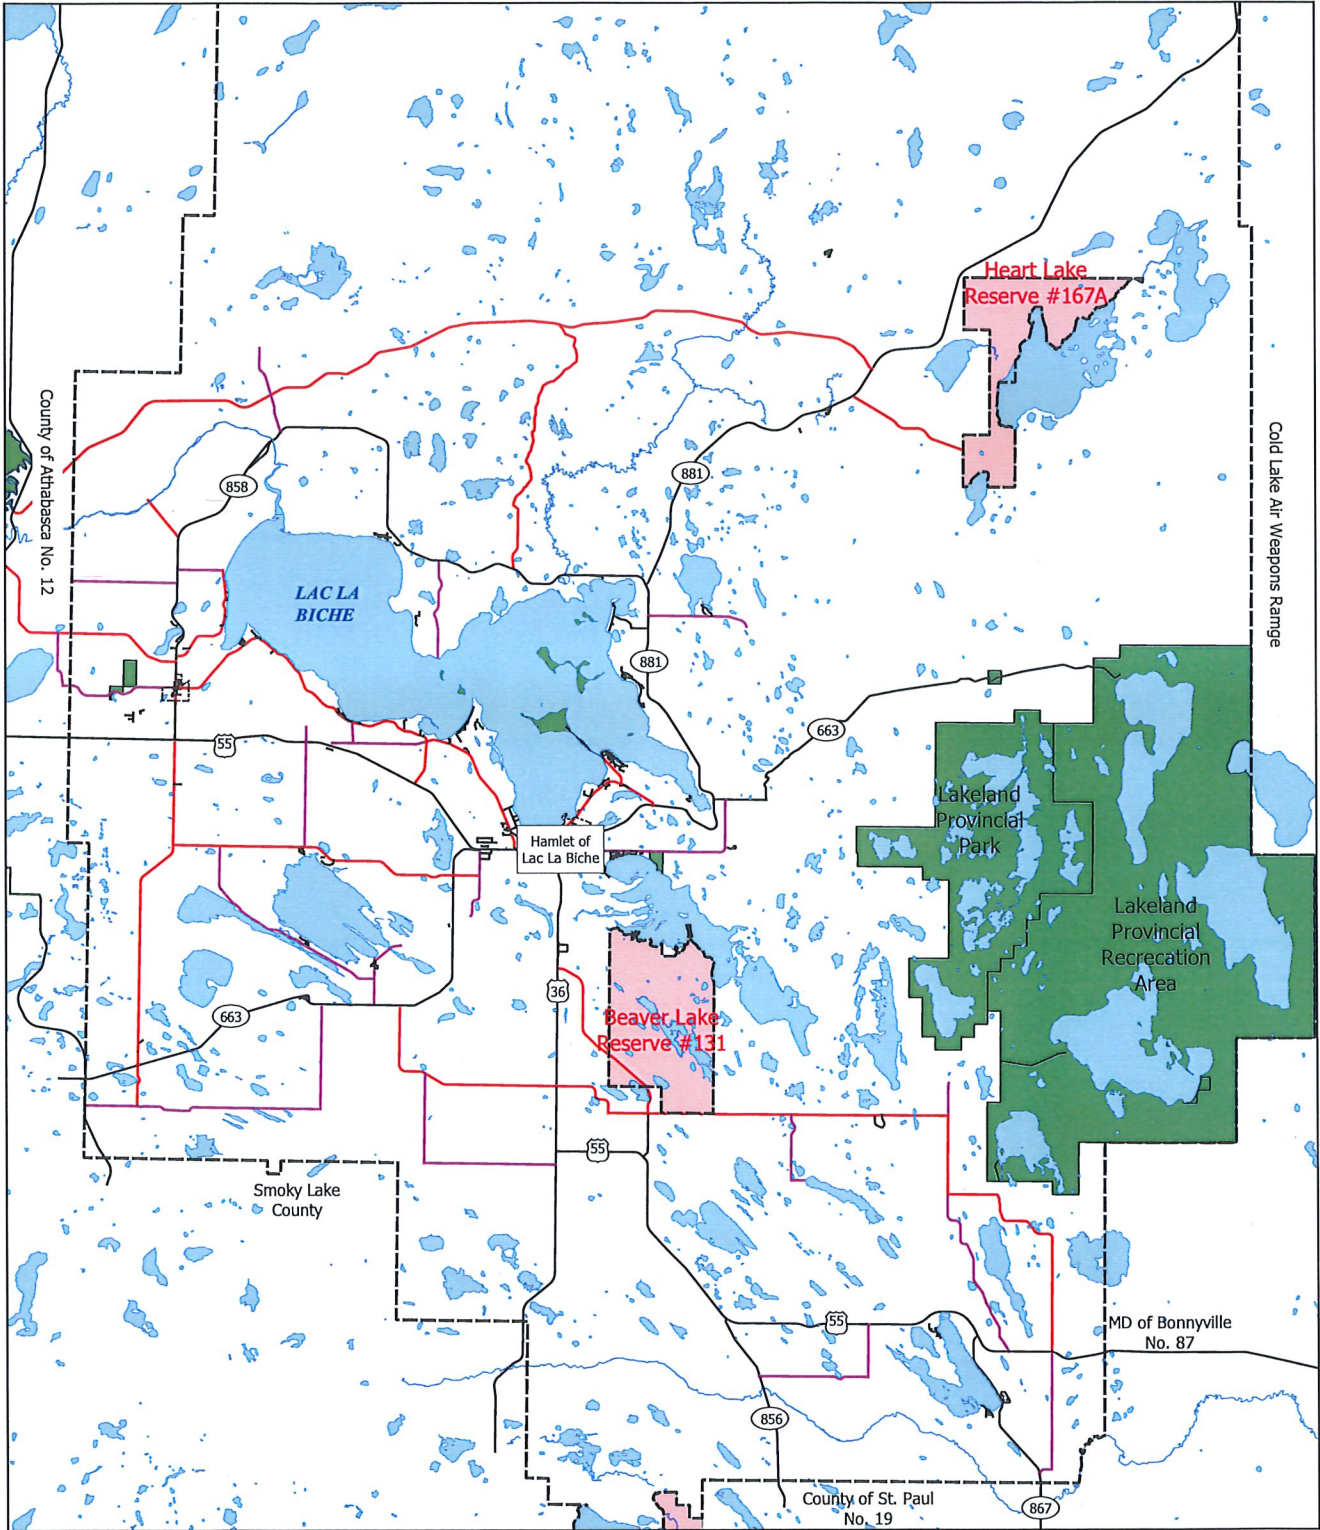 Heart Lake
Reserve #167A
County of Athabasca No. 12
Cold Lake Air Weapons Ramge
858
881
LAC LA
BICHE
881
663
55
Lakeland
Provincial
Park
Hamlet of
Lac La Biche
Lakeland
Provincial
Recrecation
Area
36
663
Beaver Lake
Reserve #131
55
Smoky Lake
County
55
MD of Bonnyville
No. 87
856
County of St. Paul
No. 19
867